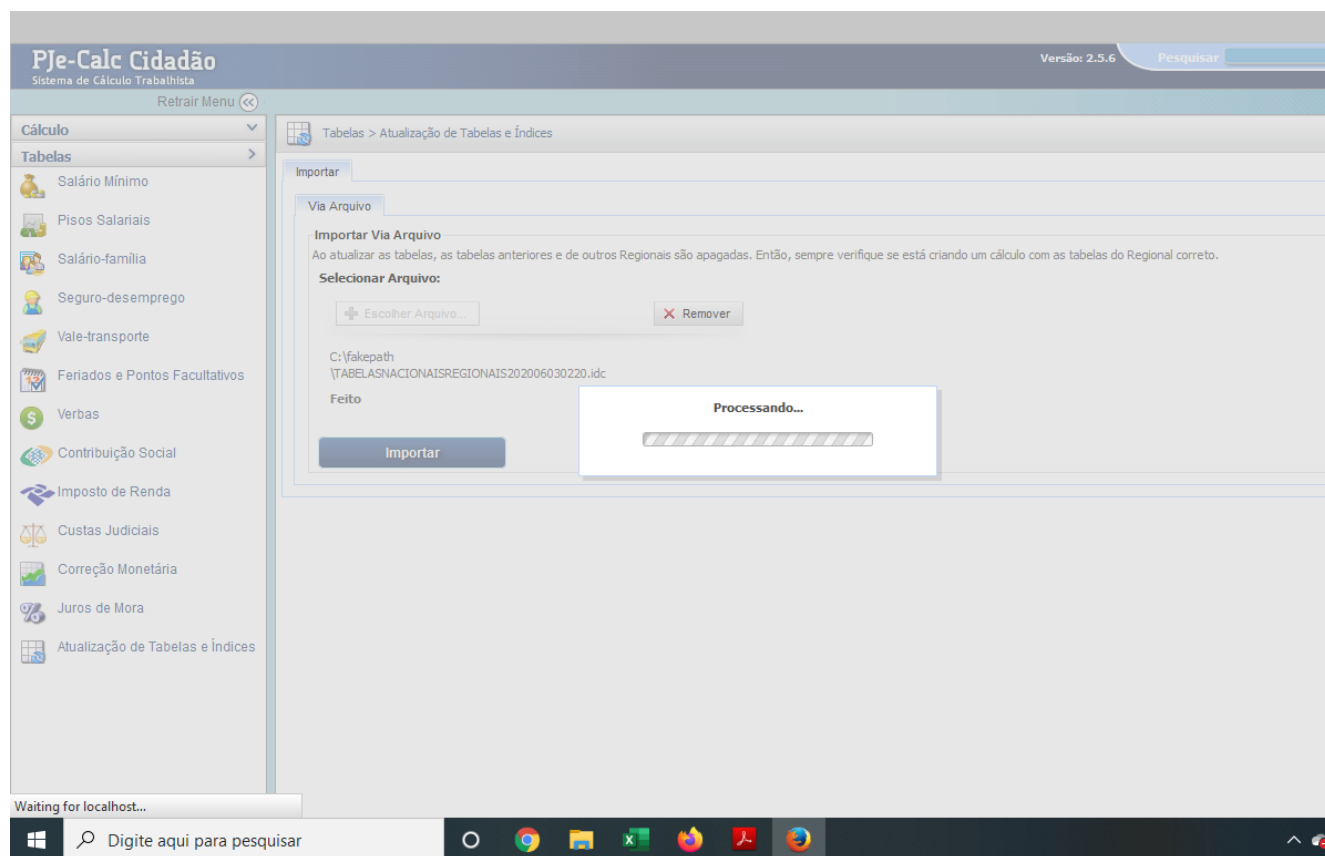 PJe-Calc Cidadão
Sistema de Cálculo Trabalhista
Versão: 2.5.6
Pesquisar
Retrair Menu
Cálculo
Tabelas
Salário Mínimo
Pisos Salariais
Salário-família
Seguro-desemprego
Vale-transporte
Feriados e Pontos Facultativos
Verbas
Contribuição Social
Imposto de Renda
Custas Judiciais
Correção Monetária
Juros de Mora
Atualização de Tabelas e Índices
Tabelas > Atualização de Tabelas e Índices
Importar
Via Arquivo
Importar Via Arquivo
Ao atualizar as tabelas, as tabelas anteriores e de outros Regionais são apagadas. Então, sempre verifique se está criando um cálculo com as tabelas do Regional correto.
Selecionar Arquivo:
Escolher Arquivo...
Remover
C:\fakepath
\TABELASNACIONAISREGIONAIS202006030220.idc
Feito
Processando...
Importar
Waiting for localhost...
Digite aqui para pesquisar